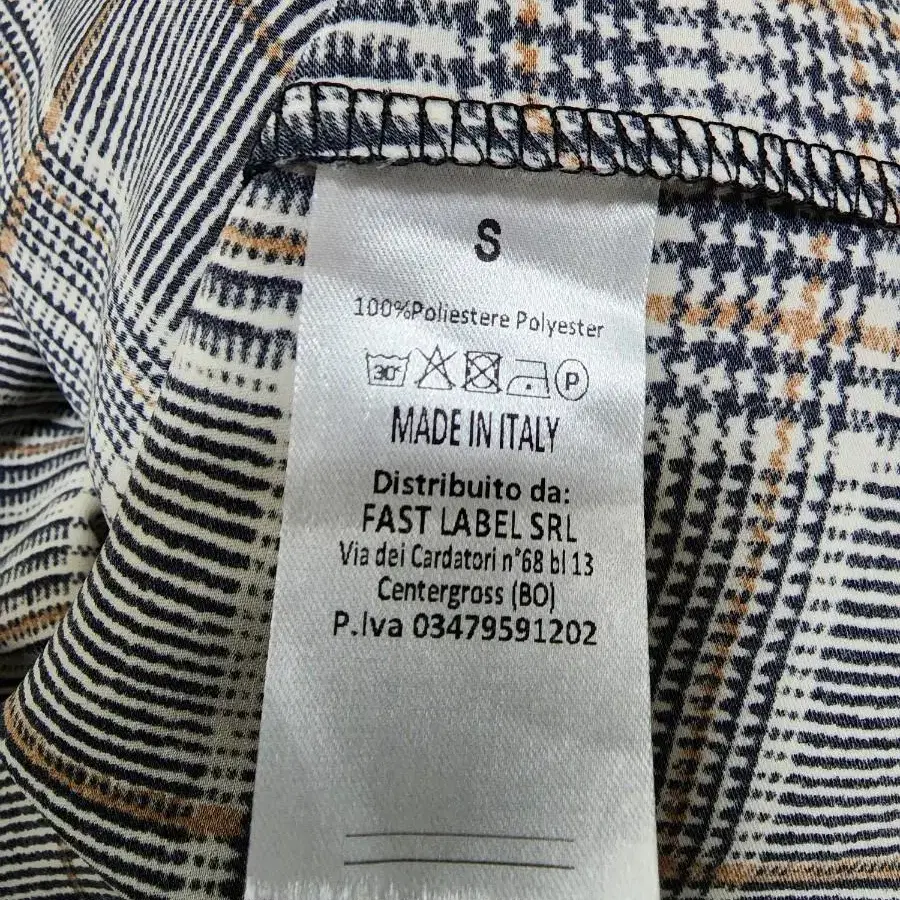 S
100%Poliestere Polyester
30° P
MADE IN ITALY
Distribuito da:
FAST LABEL SRL
Via dei Cardatori n°68 bl 13
Centergross (BO)
P.Iva 03479591202